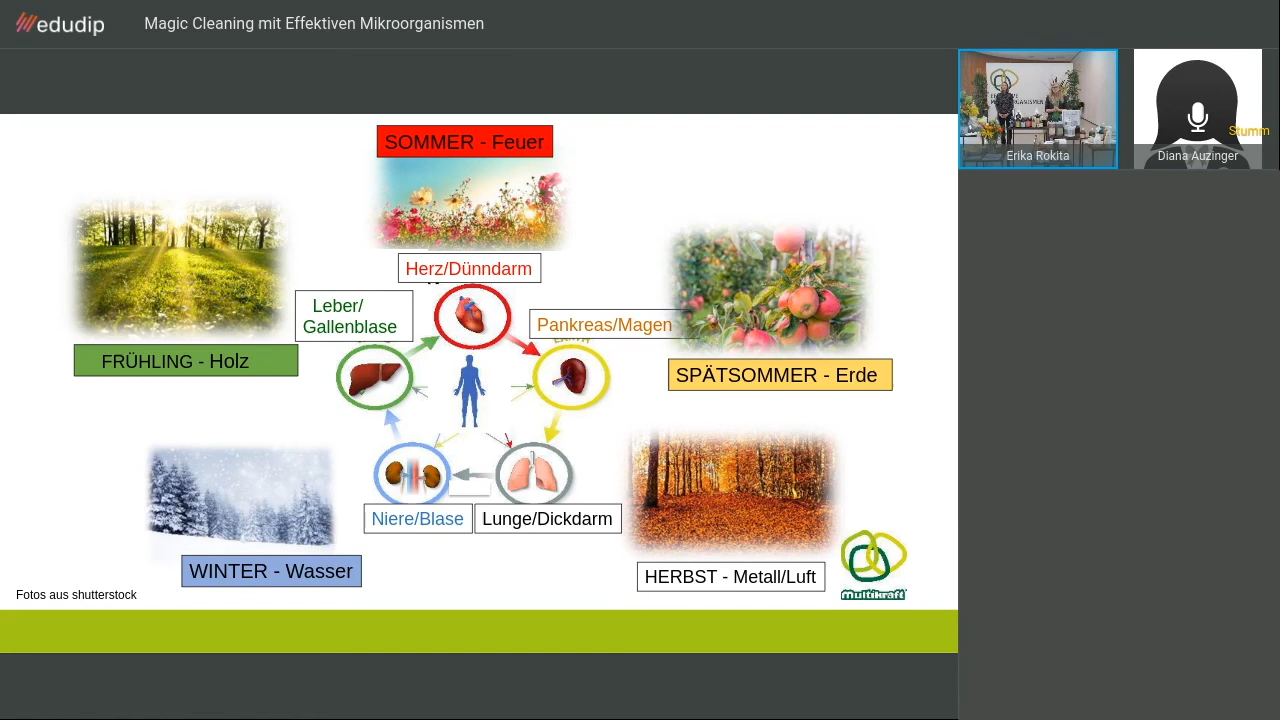 edudip
Magic Cleaning mit Effektiven Mikroorganismen
Erika Rokita
Stumm
Diana Auzinger
SOMMER - Feuer
Herz/Dünndarm
Leber/
Gallenblase
Pankreas/Magen
FRÜHLING - Holz
SPÄTSOMMER - Erde
Niere/Blase
Lunge/Dickdarm
WINTER - Wasser
HERBST - Metall/Luft
Multikraft
Fotos aus shutterstock